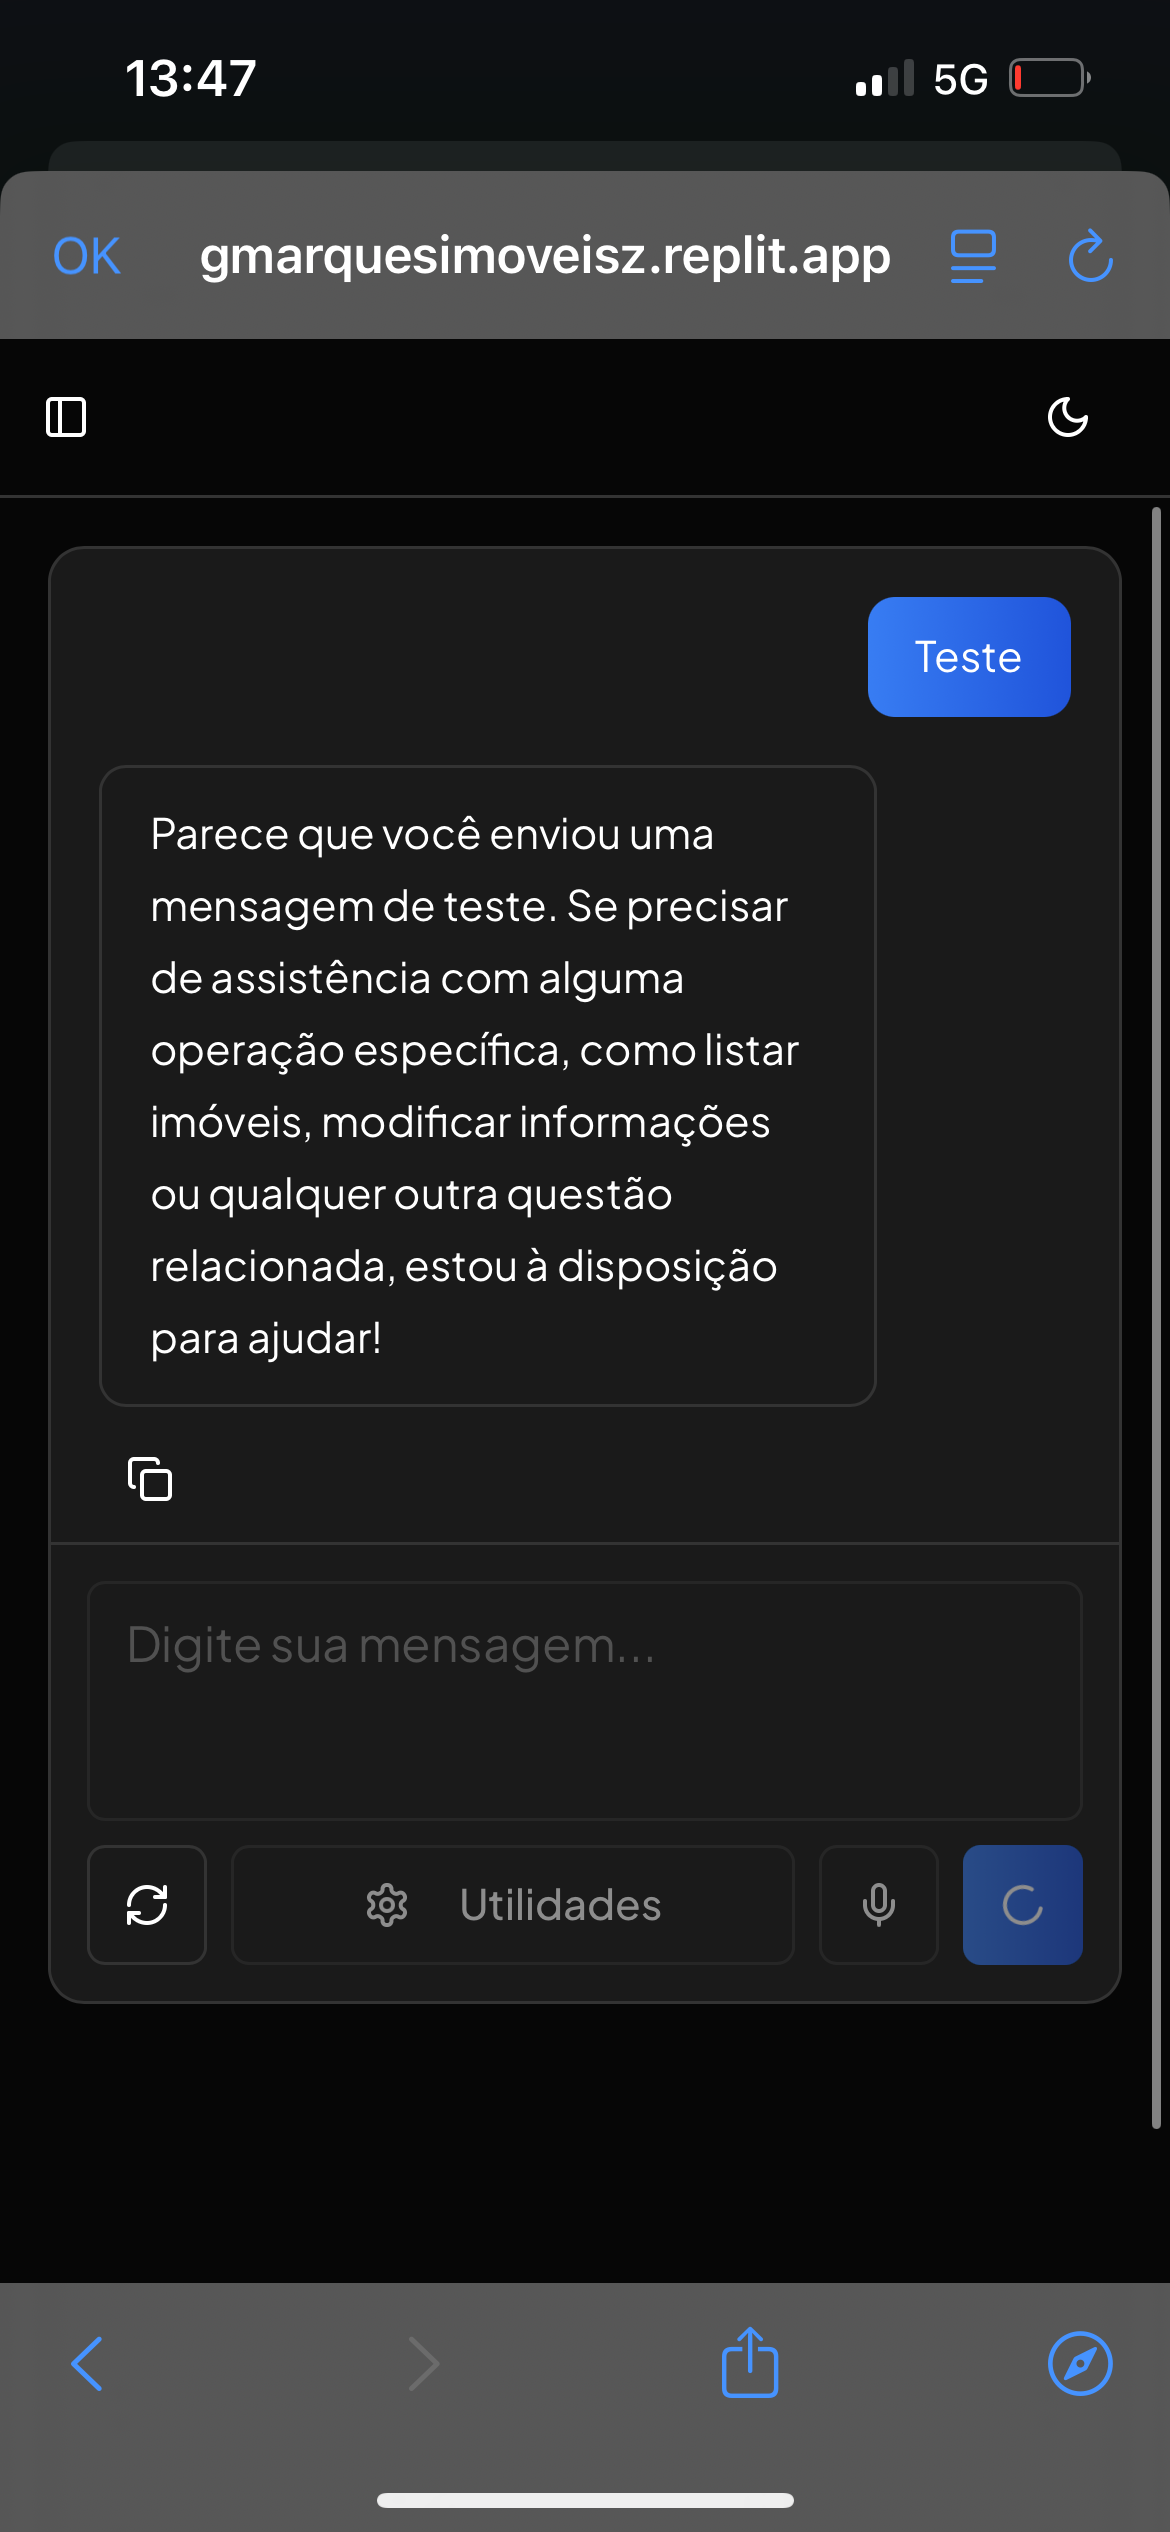 13:47
5G
OK
gmarquesimoveisz.replit.app
Teste
Parece que você enviou uma
mensagem de teste. Se precisar
de assistência com alguma
operação específica, como listar
imóveis, modificar informações
ou qualquer outra questão
relacionada, estou à disposição
para ajudar!
Digite sua mensagem...
Utilidades